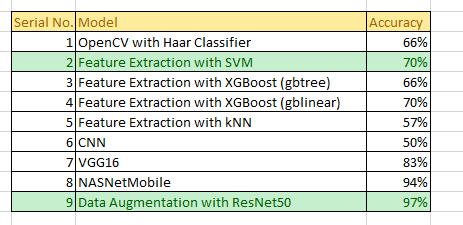 Serial No. Model Accuracy
1 OpenCV with Haar Classifier 66%
2 Feature Extraction with SVM 70%
3 Feature Extraction with XGBoost (gbtree) 66%
4 Feature Extraction with XGBoost (gblinear) 70%
5 Feature Extraction with kNN 57%
6 CNN 50%
7 VGG16 83%
8 NASNetMobile 94%
9 Data Augmentation with ResNet50 97%